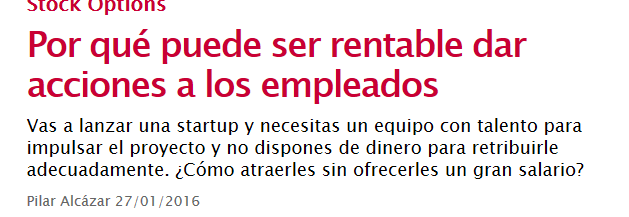 Stock Options
Por qué puede ser rentable dar
acciones a los empleados
Vas a lanzar una startup y necesitas un equipo con talento para
impulsar el proyecto y no dispones de dinero para retribuirle
adecuadamente. ¿Cómo atraerles sin ofrecerles un gran salario?
Pilar Alcázar 27/01/2016